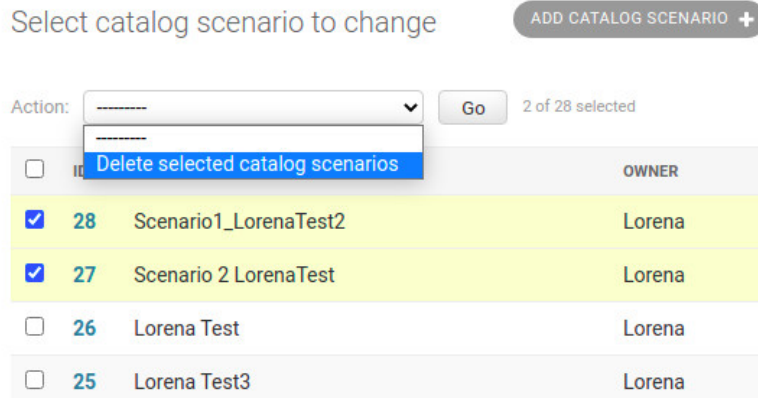 Select catalog scenario to change
ADD CATALOG SCENARIO +
Action: --------- Go 2 of 28 selected
---------
Delete selected catalog scenarios
OWNER
28 Scenario1_LorenaTest2 Lorena
27 Scenario 2 LorenaTest Lorena
26 Lorena Test Lorena
25 Lorena Test3 Lorena